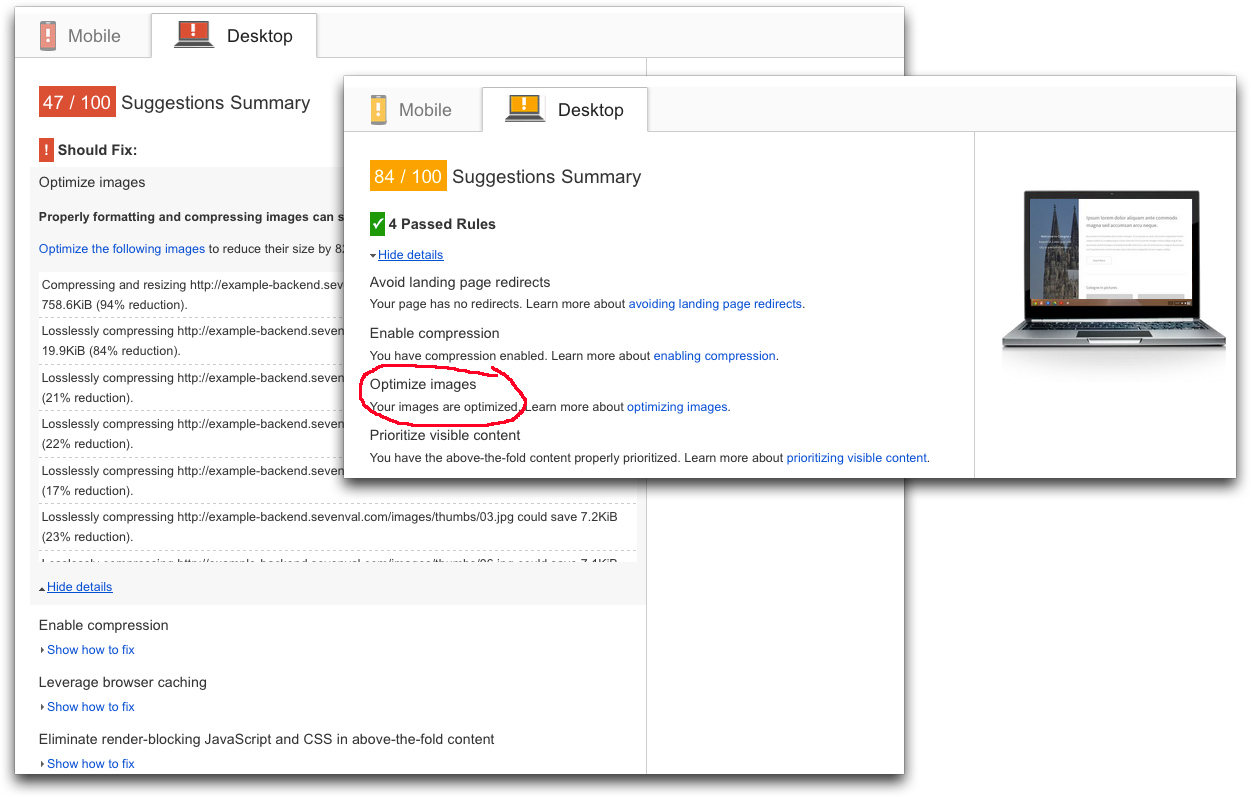 Mobile
Desktop
47 / 100 Suggestions Summary
! Should Fix:
Optimize images
Properly formatting and compressing images can s
Optimize the following images to reduce their size by 82
Compressing and resizing http://example-backend.seve
758.6KiB (94% reduction).
Losslessly compressing http://example-backend.seven
19.9KiB (84% reduction).
Losslessly compressing http://example-backend.seven
(21% reduction).
Losslessly compressing http://example-backend.seven
(22% reduction).
Losslessly compressing http://example-backend.seven
(17% reduction).
Losslessly compressing http://example-backend.sevenval.com/images/thumbs/03.jpg could save 7.2KiB
(23% reduction).
Hide details
Enable compression
Show how to fix
Leverage browser caching
Show how to fix
Eliminate render-blocking JavaScript and CSS in above-the-fold content
Show how to fix
Mobile
Desktop
84 / 100 Suggestions Summary
4 Passed Rules
Hide details
Avoid landing page redirects
Your page has no redirects. Learn more about avoiding landing page redirects.
Enable compression
You have compression enabled. Learn more about enabling compression.
Optimize images
Your images are optimized. Learn more about optimizing images.
Prioritize visible content
You have the above-the-fold content properly prioritized. Learn more about prioritizing visible content.
Ipsum lorem dolor aliquam ante commodo
magna sed accumsan arcu neque.